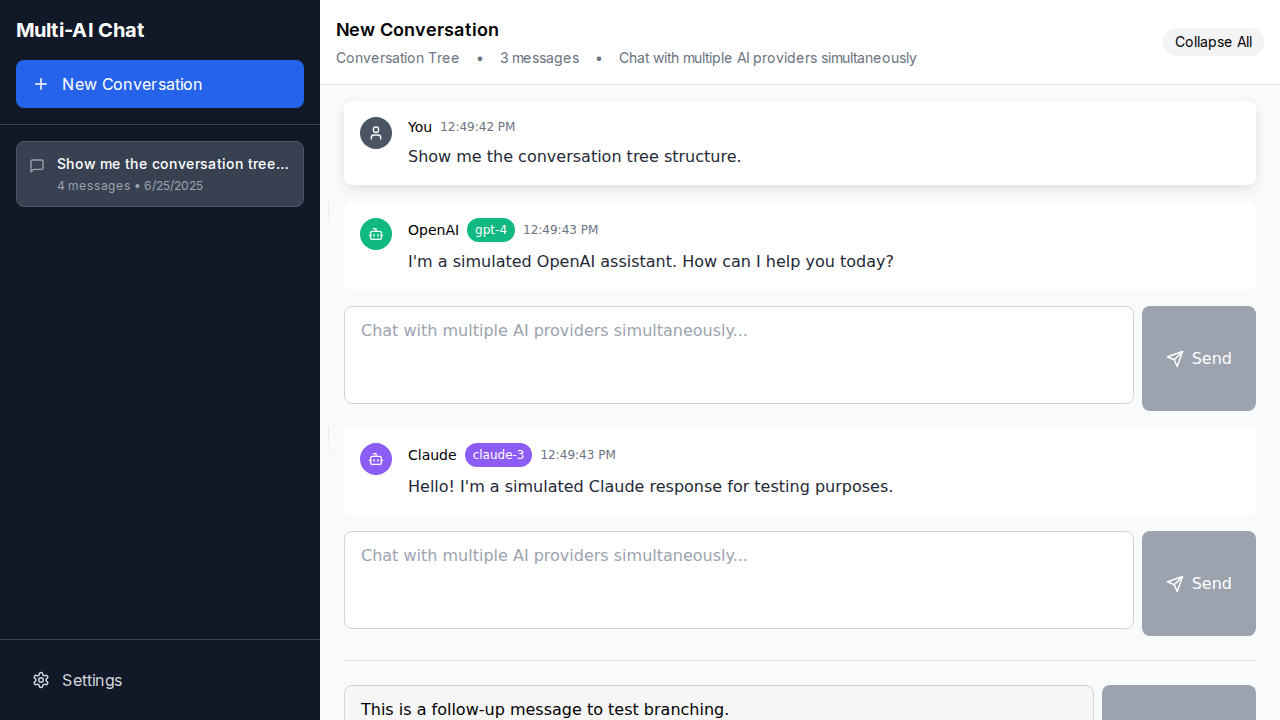 Multi-AI Chat
New Conversation
Show me the conversation tree...
4 messages • 6/25/2025
Settings
New Conversation
Conversation Tree • 3 messages • Chat with multiple AI providers simultaneously
Collapse All
You 12:49:42 PM
Show me the conversation tree structure.
OpenAI gpt-4 12:49:43 PM
I'm a simulated OpenAI assistant. How can I help you today?
Chat with multiple AI providers simultaneously...
Send
Claude claude-3 12:49:43 PM
Hello! I'm a simulated Claude response for testing purposes.
Chat with multiple AI providers simultaneously...
Send
This is a follow-up message to test branching.